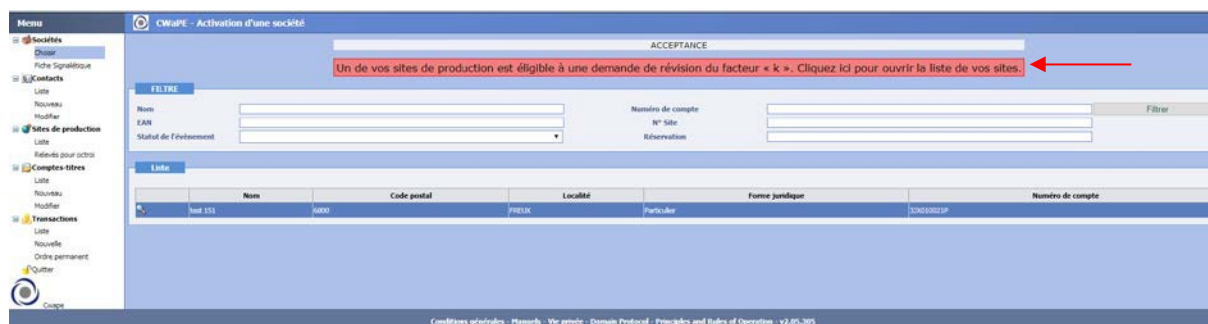 Menu
CWaPE - Activation d'une société
Sociétés
Choisir
Fiche Signalétique
Contacts
Liste
Nouveau
Modifier
Sites de production
Liste
Relevés pour octroi
Comptes-titres
Liste
Nouveau
Modifier
Transactions
Liste
Nouvelle
Ordre permanent
Quitter
Cwape
ACCEPTANCE
Un de vos sites de production est éligible à une demande de révision du facteur « k ». Cliquez ici pour ouvrir la liste de vos sites.
FILTRE
Nom Numéro de compte Filtrer
EAN N° Site
Statut de l'évènement Réservation
Liste
Nom Code postal Localité Forme juridique Numéro de compte
test 151 6000 FREUX Particulier
Conditions générales - Manuels - Vie privée - Domain Protocol - Principles and Rules of Operation - v2.05.305